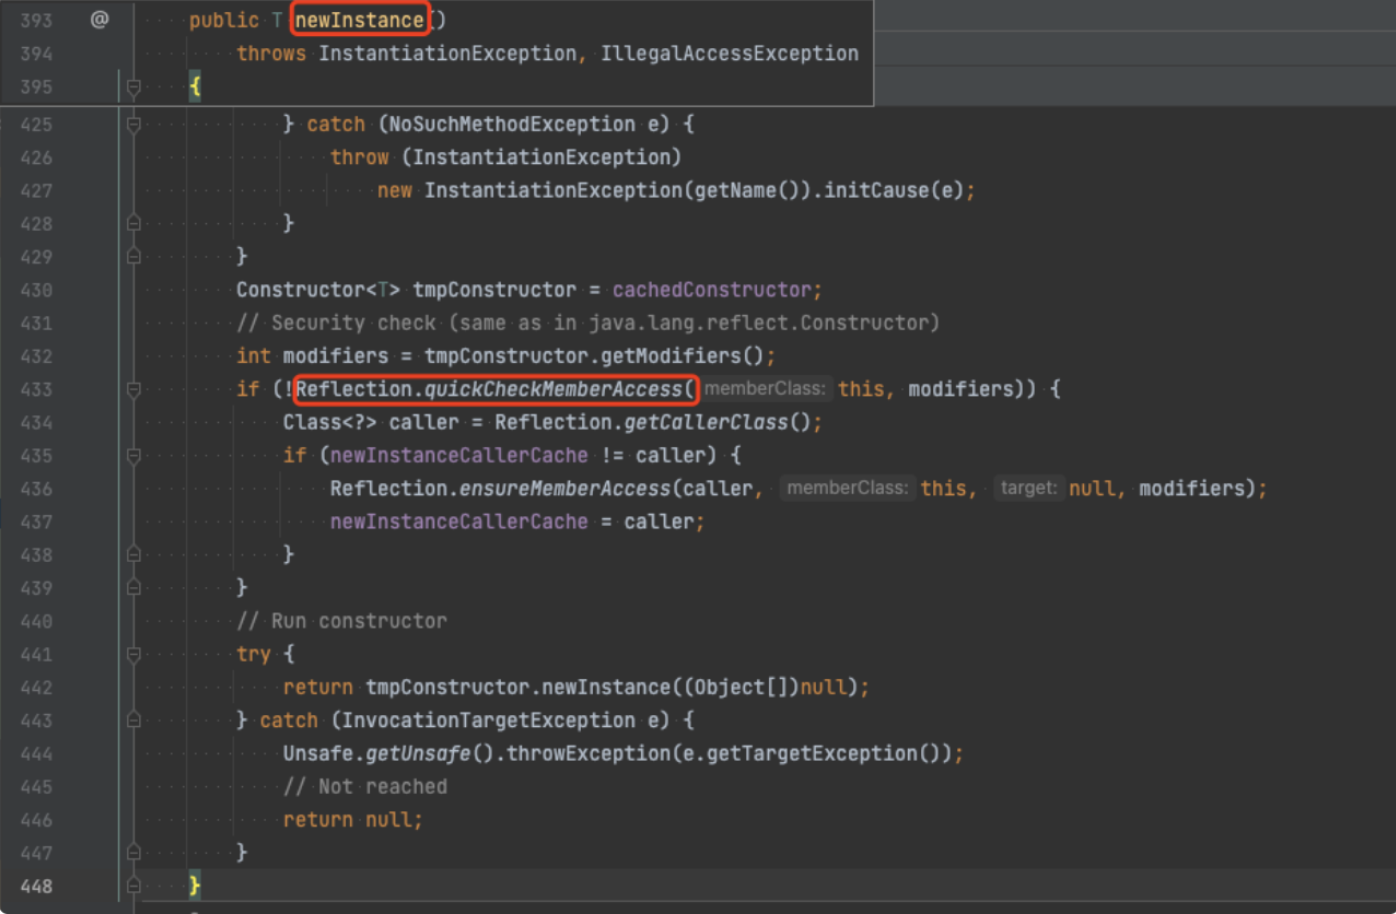 393 @ public T newInstance()
394 throws InstantiationException, IllegalAccessException
395 {
425 } catch (NoSuchMethodException e) {
426 throw (InstantiationException)
427 new InstantiationException(getName()).initCause(e);
428 }
429 }
430 Constructor<T> tmpConstructor = cachedConstructor;
431 // Security check (same as in java.lang.reflect.Constructor)
432 int modifiers = tmpConstructor.getModifiers();
433 if (!Reflection.quickCheckMemberAccess( memberClass: this, modifiers)) {
434 Class<?> caller = Reflection.getCallerClass();
435 if (newInstanceCallerCache != caller) {
436 Reflection.ensureMemberAccess(caller, memberClass: this, target: null, modifiers);
437 newInstanceCallerCache = caller;
438 }
439 }
440 // Run constructor
441 try {
442 return tmpConstructor.newInstance((Object[])null);
443 } catch (InvocationTargetException e) {
444 Unsafe.getUnsafe().throwException(e.getTargetException());
445 // Not reached
446 return null;
447 }
448 }